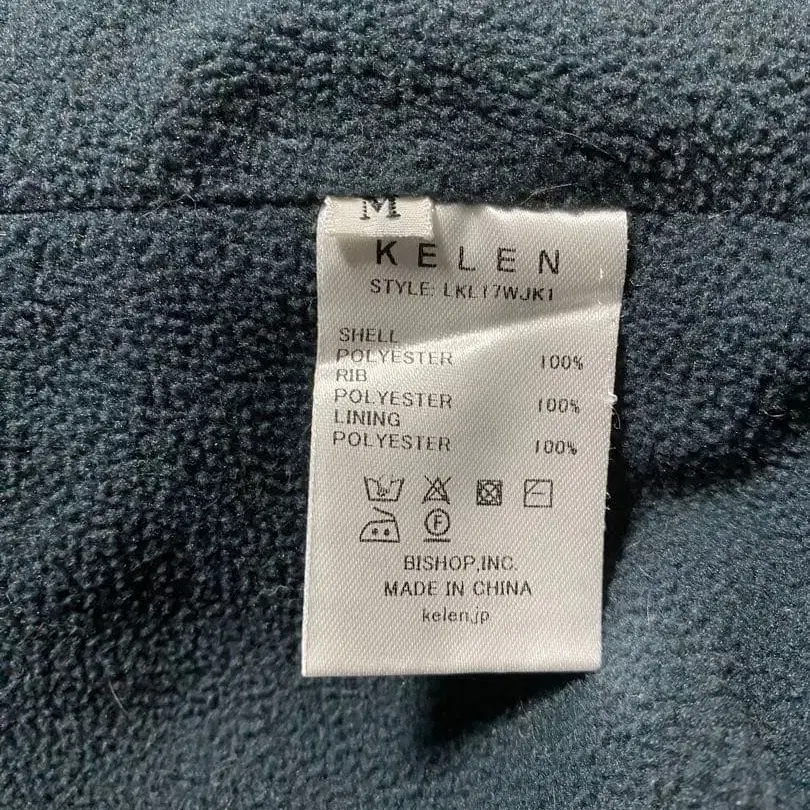 M
KELEN
STYLE: LKL17WJK1
SHELL
POLYESTER 100%
RIB
POLYESTER 100%
LINING
POLYESTER 100%
F
BISHOP,INC.
MADE IN CHINA
kelen.jp